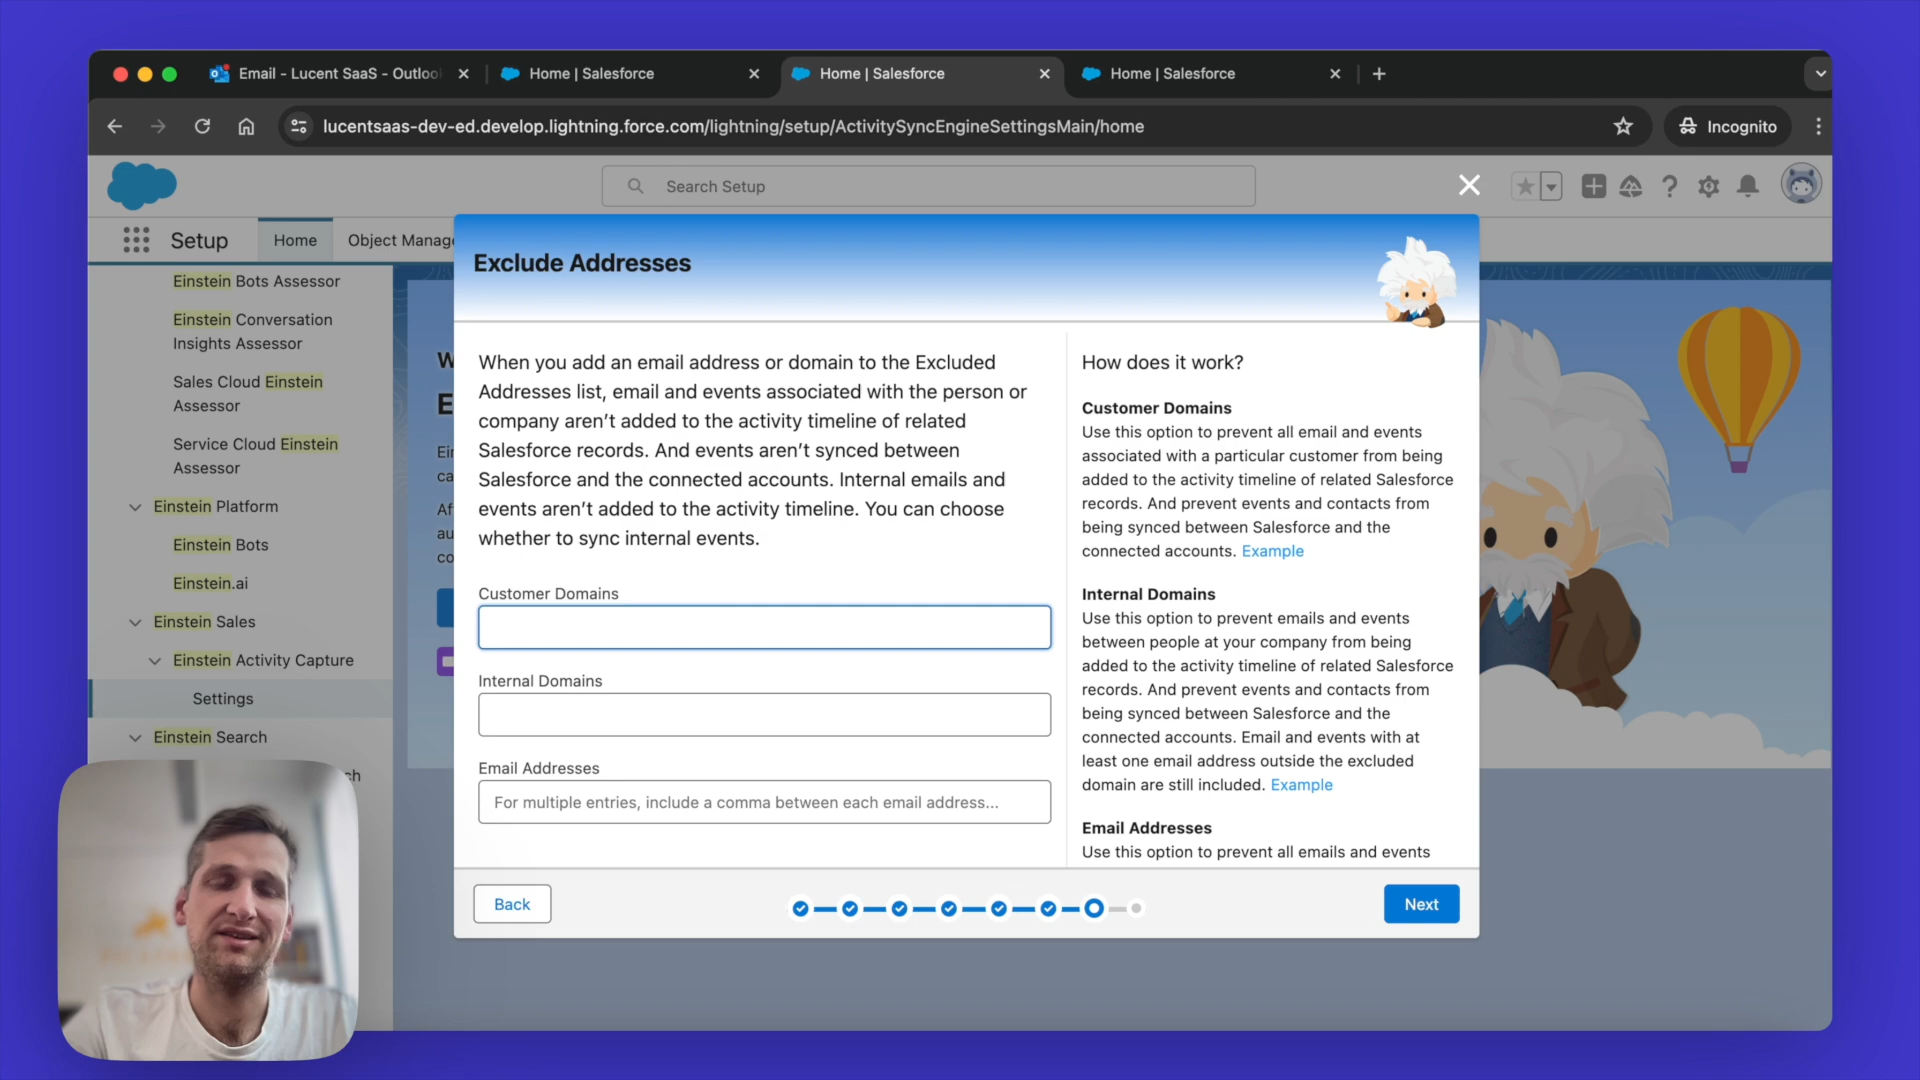 Email - Lucent SaaS - Outloo
Home | Salesforce
Home | Salesforce
Home | Salesforce
lucentsaas-dev-ed.develop.lightning.force.com/lightning/setup/ActivitySyncEngineSettingsMain/home
Incognito
Search Setup
Setup
Home
Object Manag
Einstein Bots Assessor
Einstein Conversation
Insights Assessor
Sales Cloud Einstein
Assessor
Service Cloud Einstein
Assessor
Einstein Platform
Einstein Bots
Einstein.ai
Einstein Sales
Einstein Activity Capture
Settings
Einstein Search
Exclude Addresses
When you add an email address or domain to the Excluded
Addresses list, email and events associated with the person or
company aren’t added to the activity timeline of related
Salesforce records. And events aren’t synced between
Salesforce and the connected accounts. Internal emails and
events aren’t added to the activity timeline. You can choose
whether to sync internal events.
Customer Domains
Internal Domains
Email Addresses
For multiple entries, include a comma between each email address...
How does it work?
Customer Domains
Use this option to prevent all email and events
associated with a particular customer from being
added to the activity timeline of related Salesforce
records. And prevent events and contacts from
being synced between Salesforce and the
connected accounts. Example
Internal Domains
Use this option to prevent emails and events
between people at your company from being
added to the activity timeline of related Salesforce
records. And prevent events and contacts from
being synced between Salesforce and the
connected accounts. Email and events with at
least one email address outside the excluded
domain are still included. Example
Email Addresses
Use this option to prevent all emails and events
Back
Next